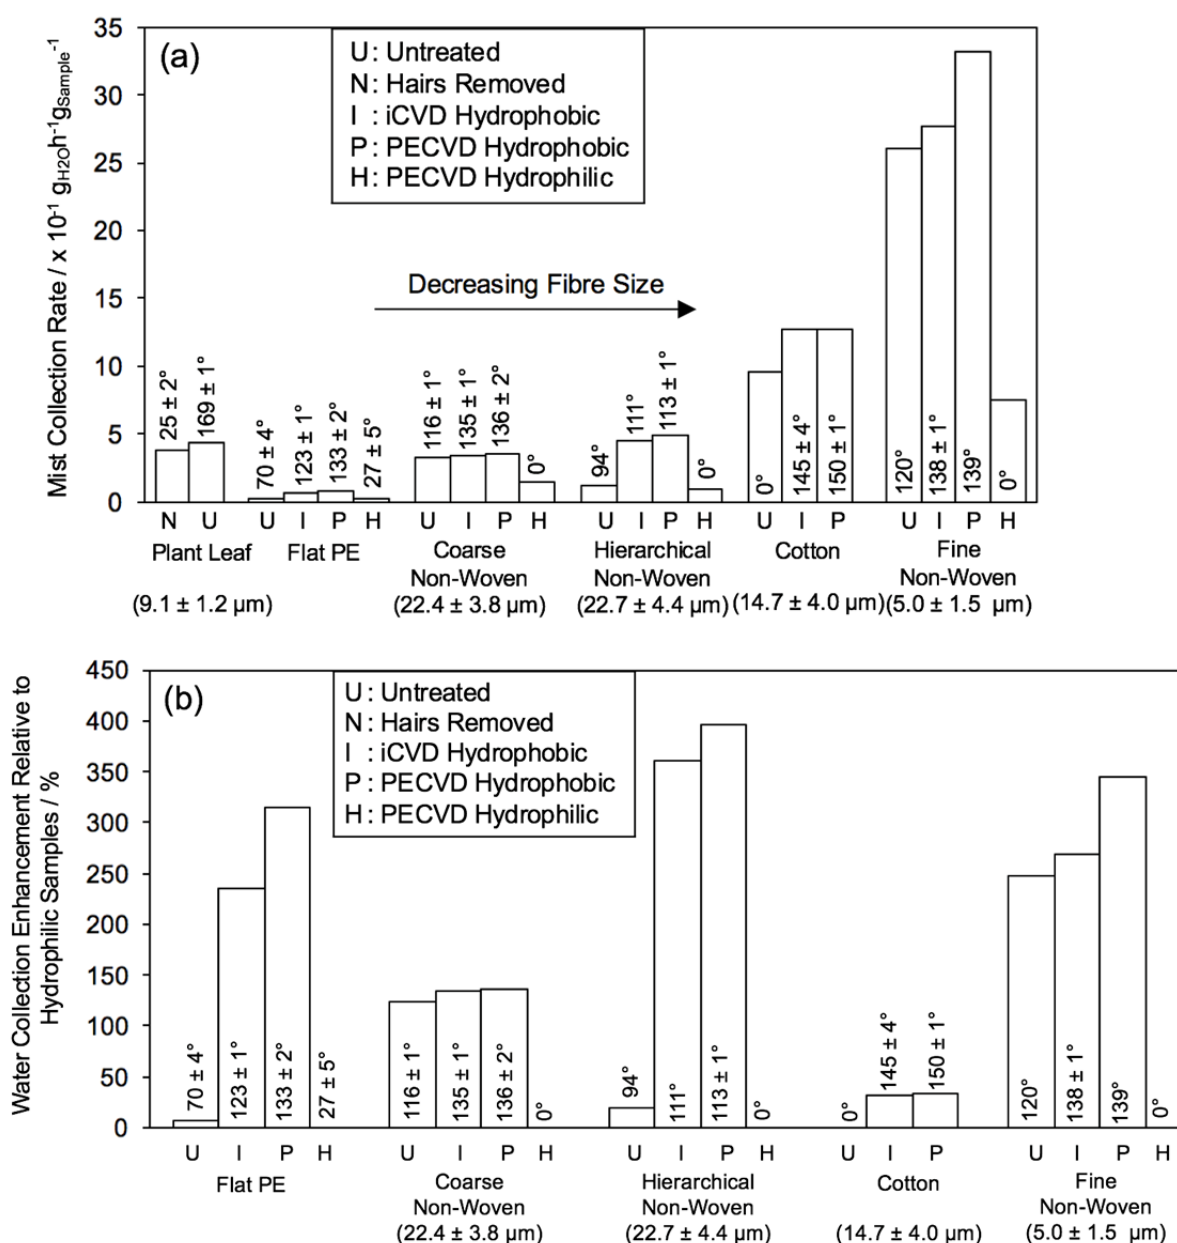 (a)
U: Untreated
N: Hairs Removed
I : iCVD Hydrophobic
P: PECVD Hydrophobic
H: PECVD Hydrophilic
Mist Collection Rate / x 10⁻¹ gH2Oh⁻¹gSample⁻¹
35
30
25
20
15
10
5
0
Decreasing Fibre Size
25 ± 2° 169 ± 1° 70 ± 4° 123 ± 1° 133 ± 2° 27 ± 5° 116 ± 1° 135 ± 1° 136 ± 2° 0° 94° 111° 113 ± 1° 0° 0° 145 ± 4° 150 ± 1° 120° 138 ± 1° 139° 0°
N U U I P H U I P H U I P H U I P U I P H
Plant Leaf Flat PE Coarse Hierarchical Cotton Fine
Non-Woven Non-Woven Non-Woven
(9.1 ± 1.2 µm) (22.4 ± 3.8 µm) (22.7 ± 4.4 µm) (14.7 ± 4.0 µm) (5.0 ± 1.5 µm)
(b)
U: Untreated
N: Hairs Removed
I : iCVD Hydrophobic
P: PECVD Hydrophobic
H: PECVD Hydrophilic
Water Collection Enhancement Relative to
Hydrophilic Samples / %
450
400
350
300
250
200
150
100
50
0
70 ± 4° 123 ± 1° 133 ± 2° 27 ± 5° 116 ± 1° 135 ± 1° 136 ± 2° 0° 94° 111° 113 ± 1° 0° 0° 145 ± 4° 150 ± 1° 120° 138 ± 1° 139° 0°
U I P H U I P H U I P H U I P U I P H
Flat PE Coarse Hierarchical Cotton Fine
Non-Woven Non-Woven Non-Woven
(22.4 ± 3.8 µm) (22.7 ± 4.4 µm) (14.7 ± 4.0 µm) (5.0 ± 1.5 µm)